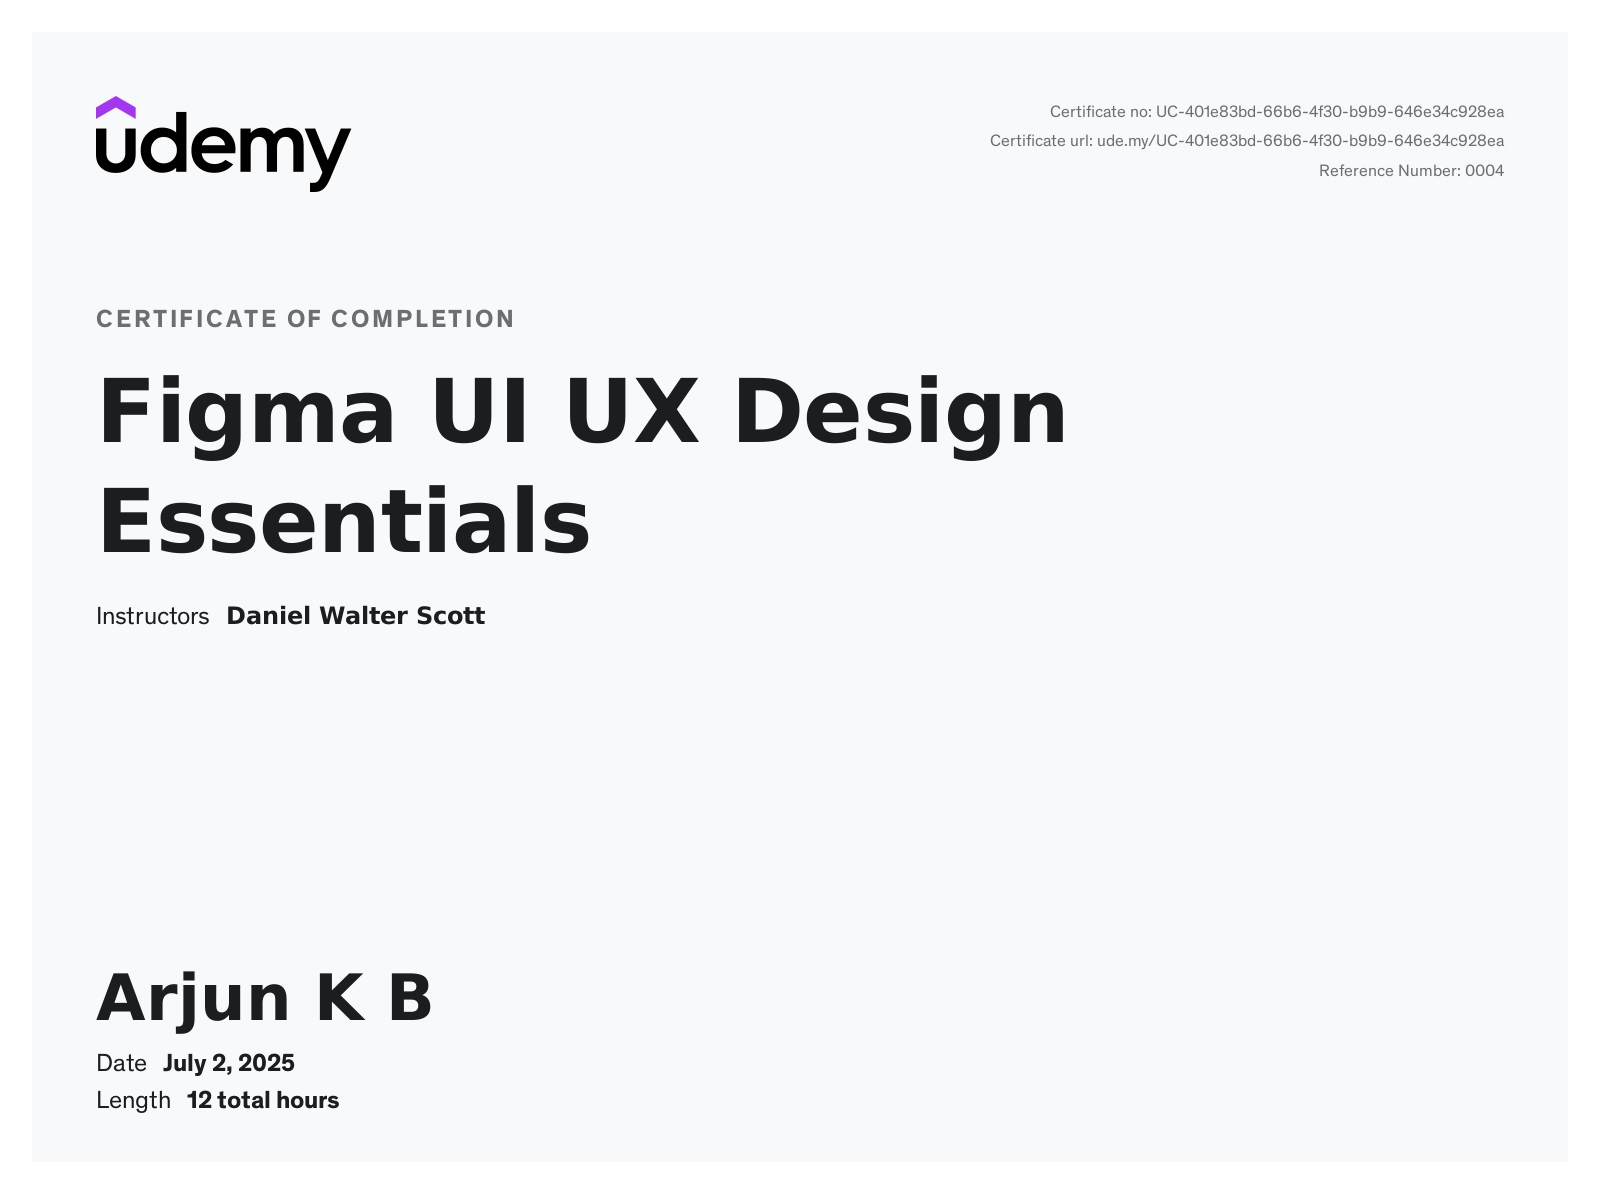 udemy
Certificate no: UC-401e83bd-66b6-4f30-b9b9-646e34c928ea
Certificate url: ude.my/UC-401e83bd-66b6-4f30-b9b9-646e34c928ea
Reference Number: 0004
CERTIFICATE OF COMPLETION
Figma UI UX Design
Essentials
Instructors Daniel Walter Scott
Arjun K B
Date July 2, 2025
Length 12 total hours